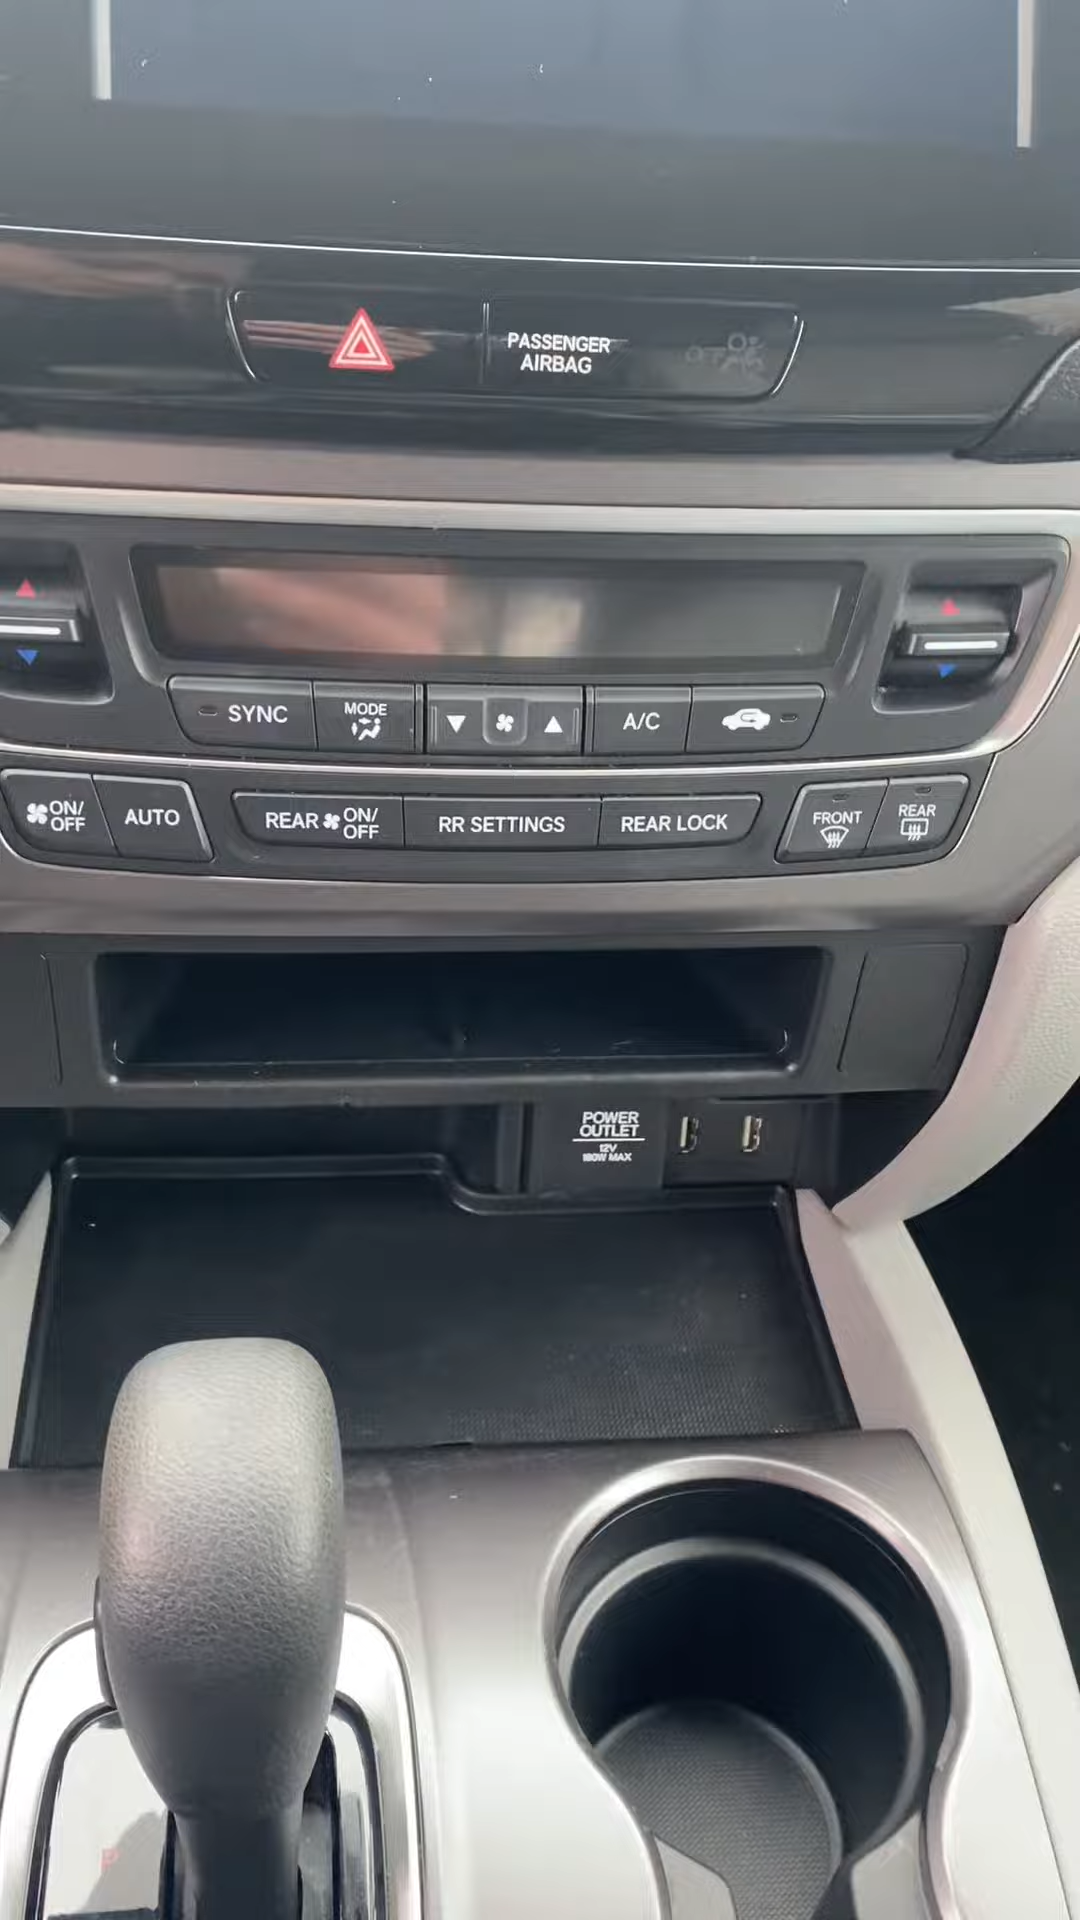 PASSENGER
AIRBAG
SYNC
MODE
A/C
ON/
OFF
AUTO
REAR ON/
OFF
RR SETTINGS
REAR LOCK
FRONT
REAR
POWER
OUTLET
12V
180W MAX
P